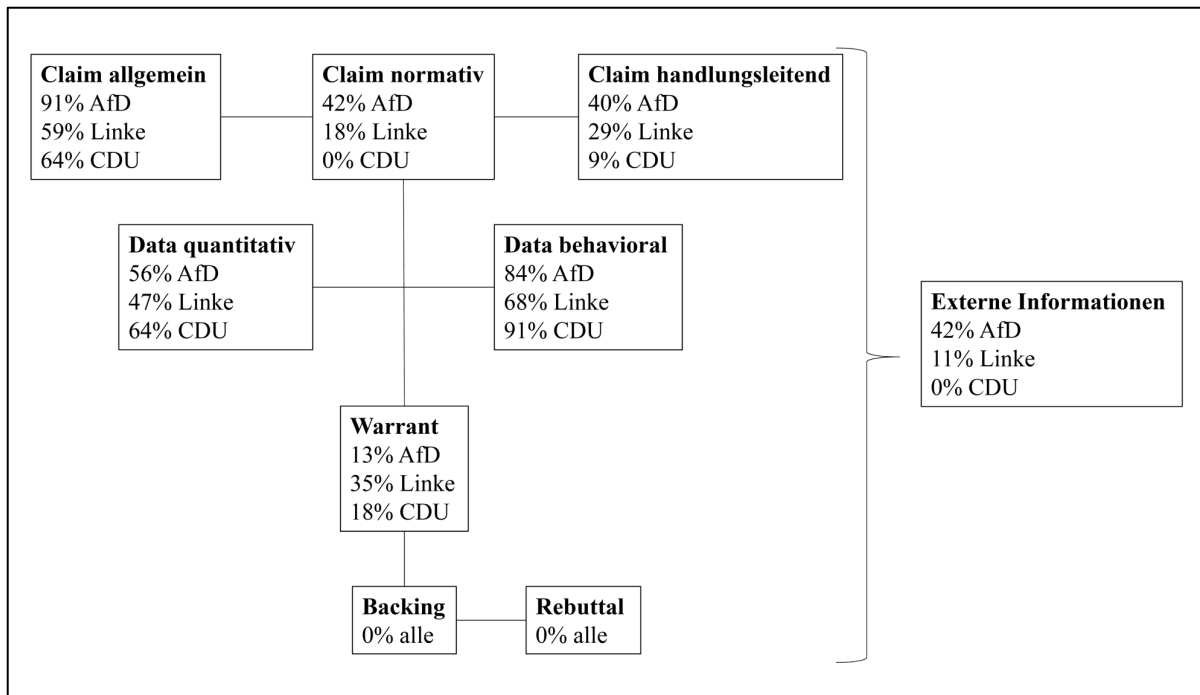 Claim allgemein
91% AfD
59% Linke
64% CDU
Claim normativ
42% AfD
18% Linke
0% CDU
Claim handlungsleitend
40% AfD
29% Linke
9% CDU
Data quantitativ
56% AfD
47% Linke
64% CDU
Data behavioral
84% AfD
68% Linke
91% CDU
Externe Informationen
42% AfD
11% Linke
0% CDU
Warrant
13% AfD
35% Linke
18% CDU
Backing
0% alle
Rebuttal
0% alle